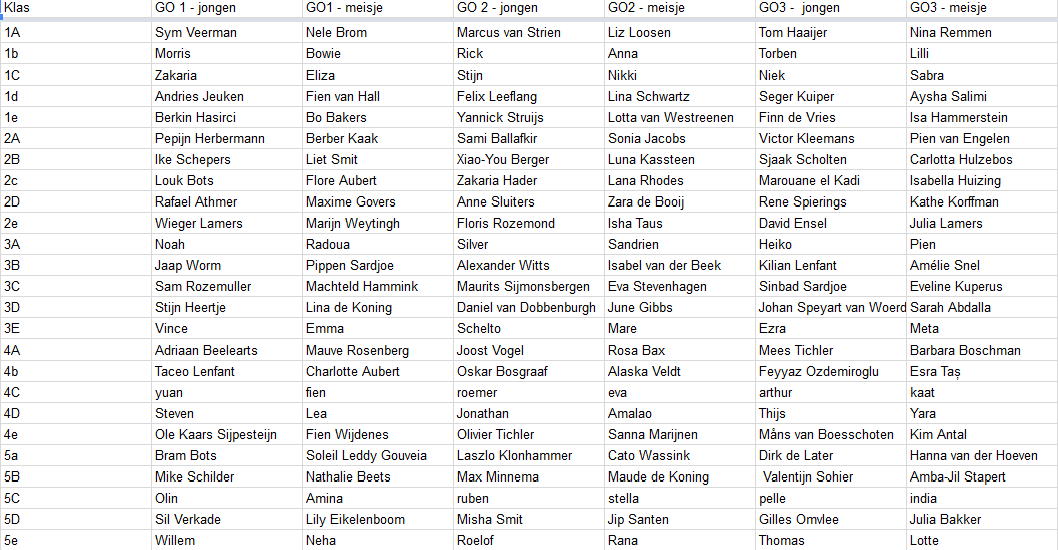 Klas GO 1 - jongen GO1 - meisje GO 2 - jongen GO2 - meisje GO3 - jongen GO3 - meisje
1A Sym Veerman Nele Brom Marcus van Strien Liz Loosen Tom Haaijer Nina Remmen
1b Morris Bowie Rick Anna Torben Lilli
1C Zakaria Eliza Stijn Nikki Niek Sabra
1d Andries Jeuken Fien van Hall Felix Leeflang Lina Schwartz Seger Kuiper Aysha Salimi
1e Berkin Hasirci Bo Bakers Yannick Struijs Lotta van Westreenen Finn de Vries Isa Hammerstein
2A Pepijn Herbermann Berber Kaak Sami Ballafkir Sonia Jacobs Victor Kleemans Pien van Engelen
2B Ike Schepers Liet Smit Xiao-You Berger Luna Kassteen Sjaak Scholten Carlotta Hulzebos
2c Louk Bots Flore Aubert Zakaria Hader Lana Rhodes Marouane el Kadi Isabella Huizing
2D Rafael Athmer Maxime Govers Anne Sluiters Zara de Booij Rene Spierings Kathe Korffman
2e Wieger Lamers Marijn Weytingh Floris Rozemond Isha Taus David Ensel Julia Lamers
3A Noah Radoua Silver Sandrien Heiko Pien
3B Jaap Worm Pippen Sardjoe Alexander Witts Isabel van der Beek Kilian Lenfant Amélie Snel
3C Sam Rozemuller Machteld Hammink Maurits Sijmonsbergen Eva Stevenhagen Sinbad Sardjoe Eveline Kuperus
3D Stijn Heertje Lina de Koning Daniel van Dobbenburgh June Gibbs Johan Speyart van Woerd Sarah Abdalla
3E Vince Emma Schelto Mare Ezra Meta
4A Adriaan Beelearts Mauve Rosenberg Joost Vogel Rosa Bax Mees Tichler Barbara Boschman
4b Taceo Lenfant Charlotte Aubert Oskar Bosgraaf Alaska Veldt Feyyaz Ozdemiroglu Esra Taş
4C yuan fien roemer eva arthur kaat
4D Steven Lea Jonathan Amalao Thijs Yara
4e Ole Kaars Sijpesteijn Fien Wijdenes Olivier Tichler Sanna Marijnen Måns van Boesschoten Kim Antal
5a Bram Bots Soleil Leddy Gouveia Laszlo Klonhammer Cato Wassink Dirk de Later Hanna van der Hoeven
5B Mike Schilder Nathalie Beets Max Minnema Maude de Koning Valentijn Sohier Amba-Jil Stapert
5C Olin Amina ruben stella pelle india
5D Sil Verkade Lily Eikelenboom Misha Smit Jip Santen Gilles Omvlee Julia Bakker
5e Willem Neha Roelof Rana Thomas Lotte